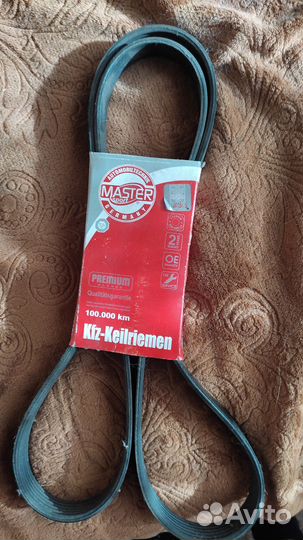 AUTOMOBILTECHNIK
MASTER
Sport
GERMANY
2
OE
PREMIUM
Qualitätsgarantie
100.000 km
Kfz-Keilriemen
Avito